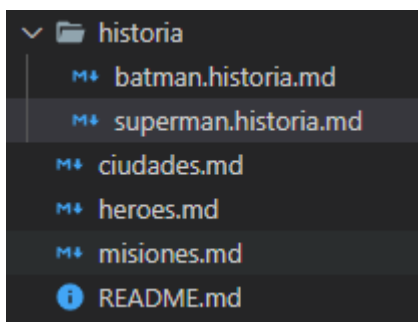 historia
batman.historia.md
superman.historia.md
ciudades.md
heroes.md
misiones.md
README.md